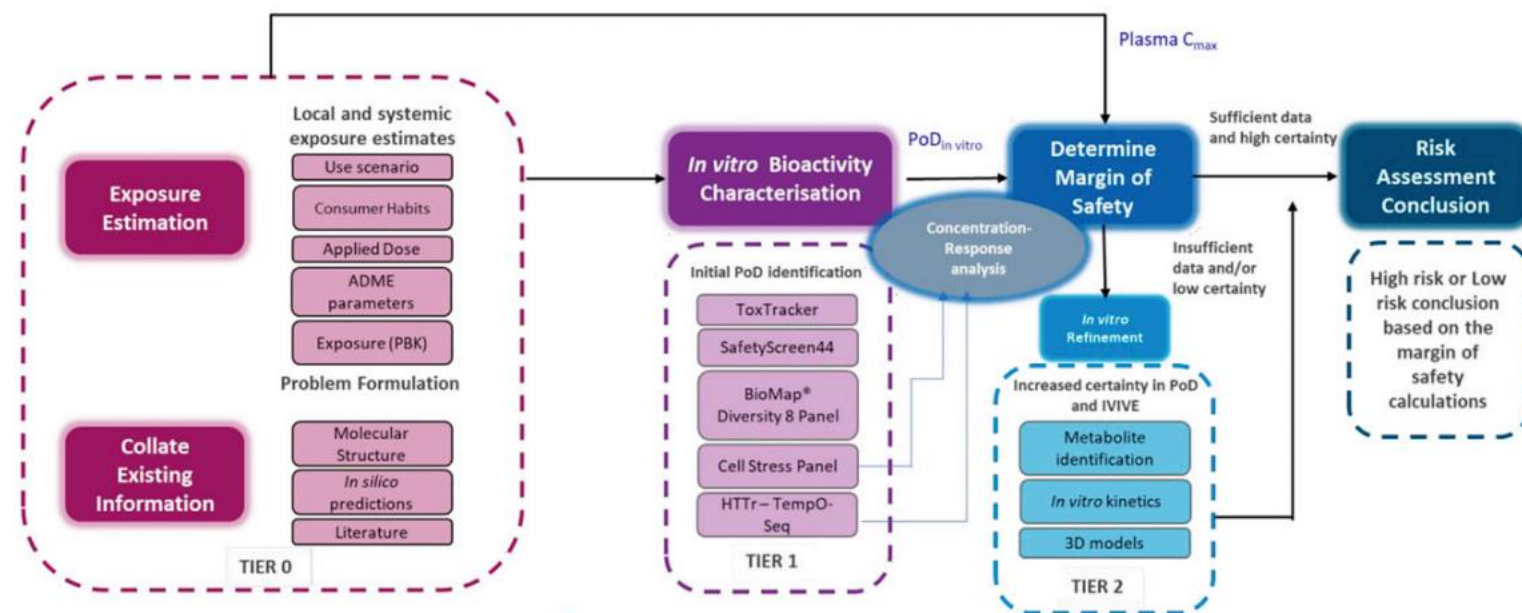 Plasma Cmax
Local and systemic
exposure estimates
Exposure
Estimation
Use scenario
Consumer Habits
Applied Dose
ADME
parameters
Exposure (PBK)
Problem Formulation
Collate
Existing
Information
Molecular
Structure
In silico
predictions
Literature
TIER 0
In vitro Bioactivity
Characterisation
PoDin vitro
Initial PoD identification
ToxTracker
SafetyScreen44
BioMap®
Diversity 8 Panel
Cell Stress Panel
HTTr – TempO-
Seq
TIER 1
Determine
Margin of
Safety
Concentration-
Response
analysis
Sufficient data
and high certainty
Insufficient
data and/or
low certainty
In vitro
Refinement
Increased certainty in PoD
and IVIVE
Metabolite
identification
In vitro kinetics
3D models
TIER 2
Risk
Assessment
Conclusion
High risk or Low
risk conclusion
based on the
margin of
safety
calculations